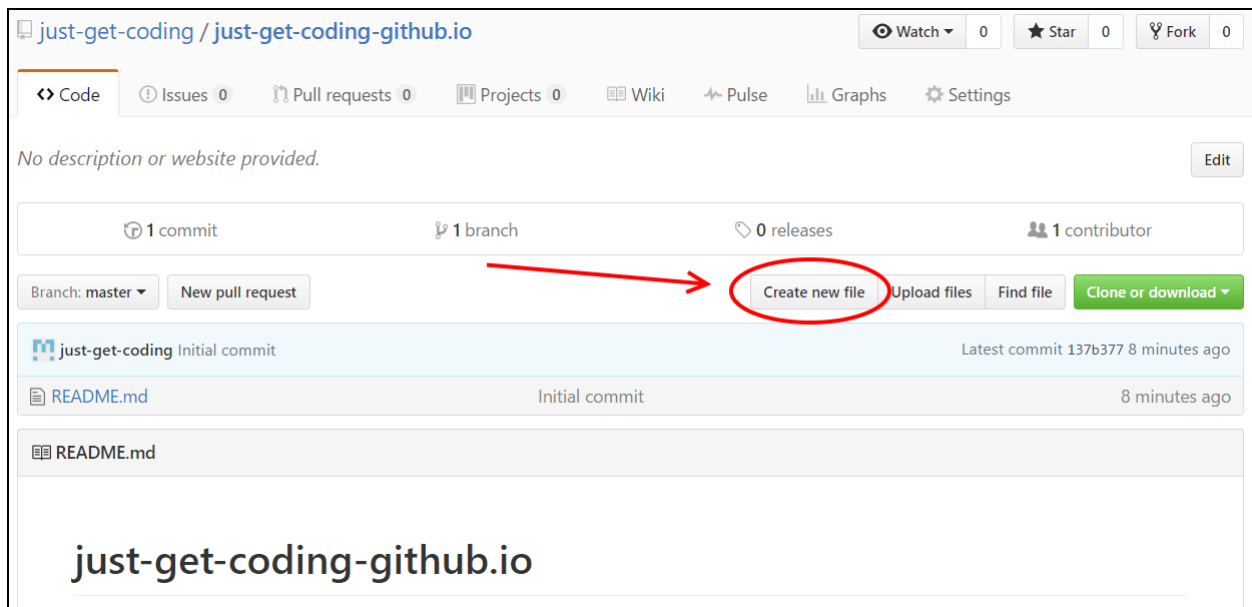 just-get-coding / just-get-coding-github.io Watch 0 Star 0 Fork 0
Code Issues 0 Pull requests 0 Projects 0 Wiki Pulse Graphs Settings
No description or website provided. Edit
1 commit 1 branch 0 releases 1 contributor
Branch: master New pull request Create new file Upload files Find file Clone or download
just-get-coding Initial commit Latest commit 137b377 8 minutes ago
README.md Initial commit 8 minutes ago
README.md
just-get-coding-github.io